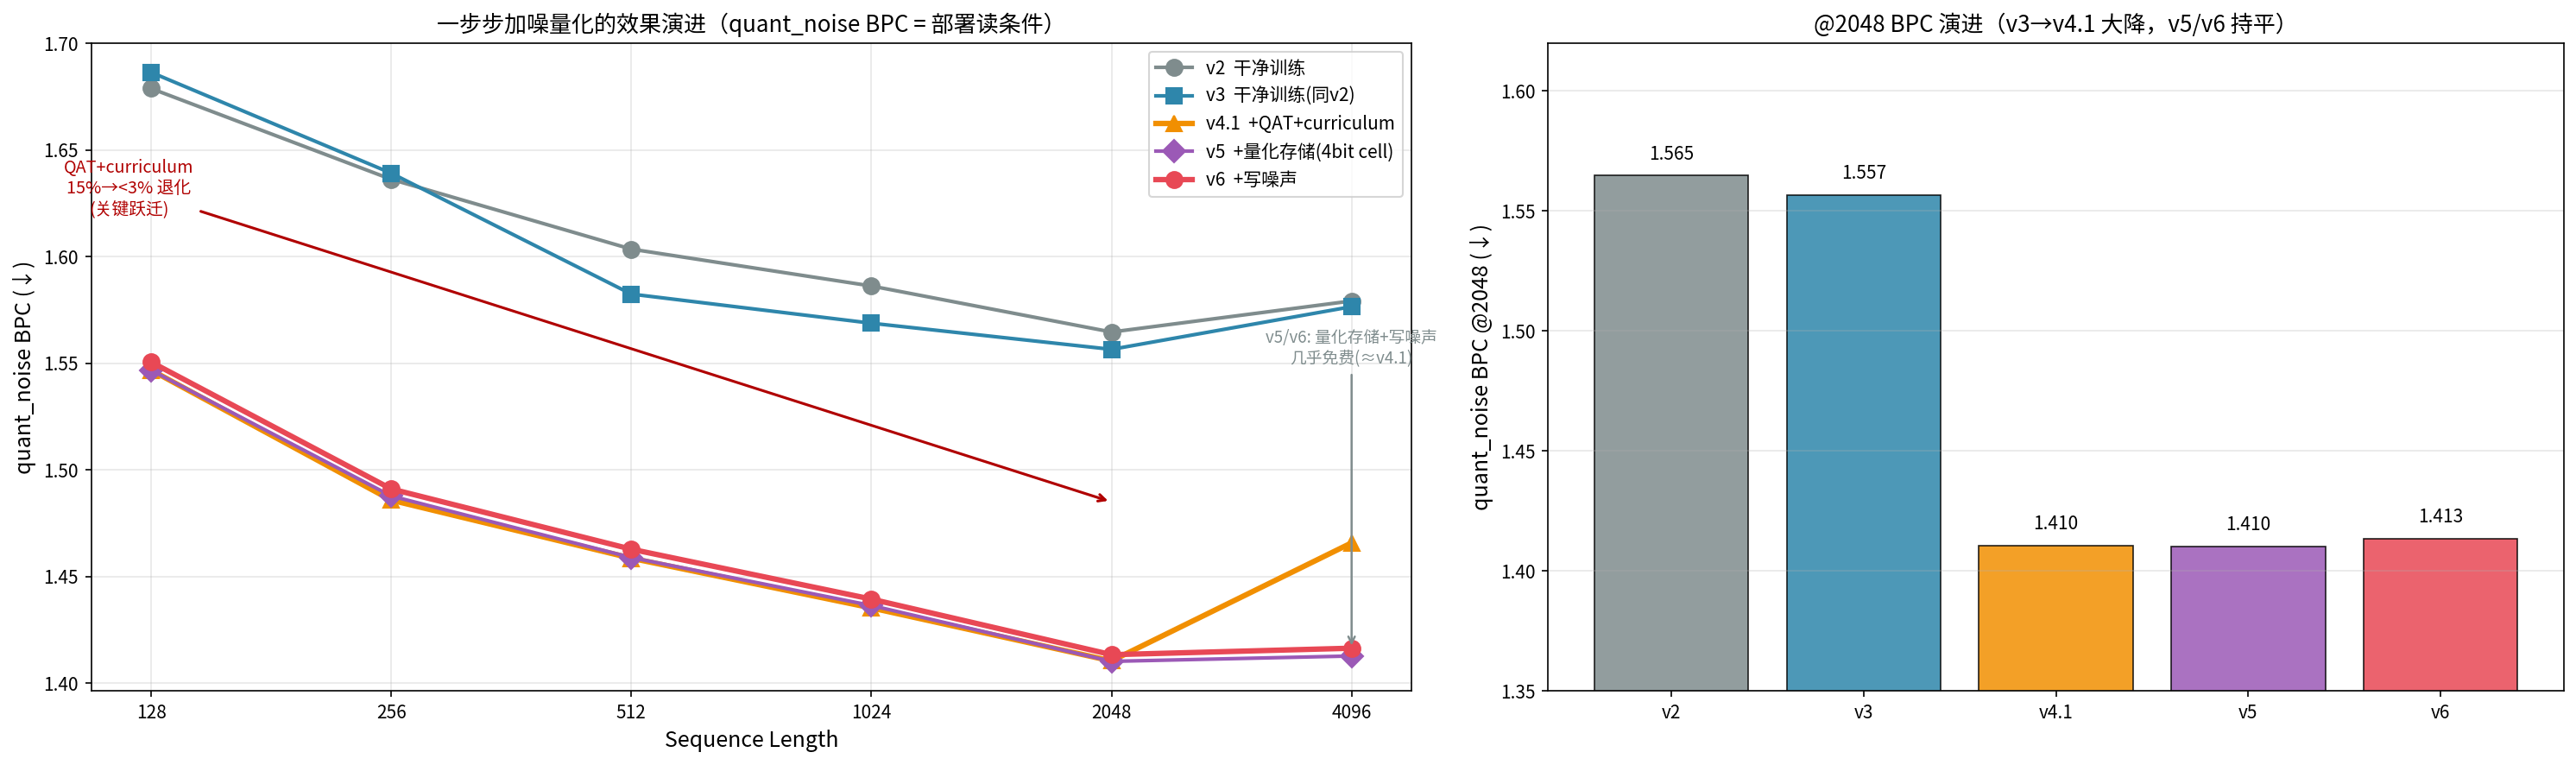 一步步加噪量化的效果演进（quant_noise BPC = 部署读条件）
quant_noise BPC (↓)
1.70
1.65
1.60
1.55
1.50
1.45
1.40
QAT+curriculum
15%→<3% 退化
(关键跃迁)
v2 干净训练
v3 干净训练(同v2)
v4.1 +QAT+curriculum
v5 +量化存储(4bit cell)
v6 +写噪声
v5/v6: 量化存储+写噪声
几乎免费(≈v4.1)
128 256 512 1024 2048 4096
Sequence Length
@2048 BPC 演进（v3→v4.1 大降，v5/v6 持平）
quant_noise BPC @2048 (↓)
1.60
1.55
1.50
1.45
1.40
1.35
1.565
1.557
1.410
1.410
1.413
v2 v3 v4.1 v5 v6